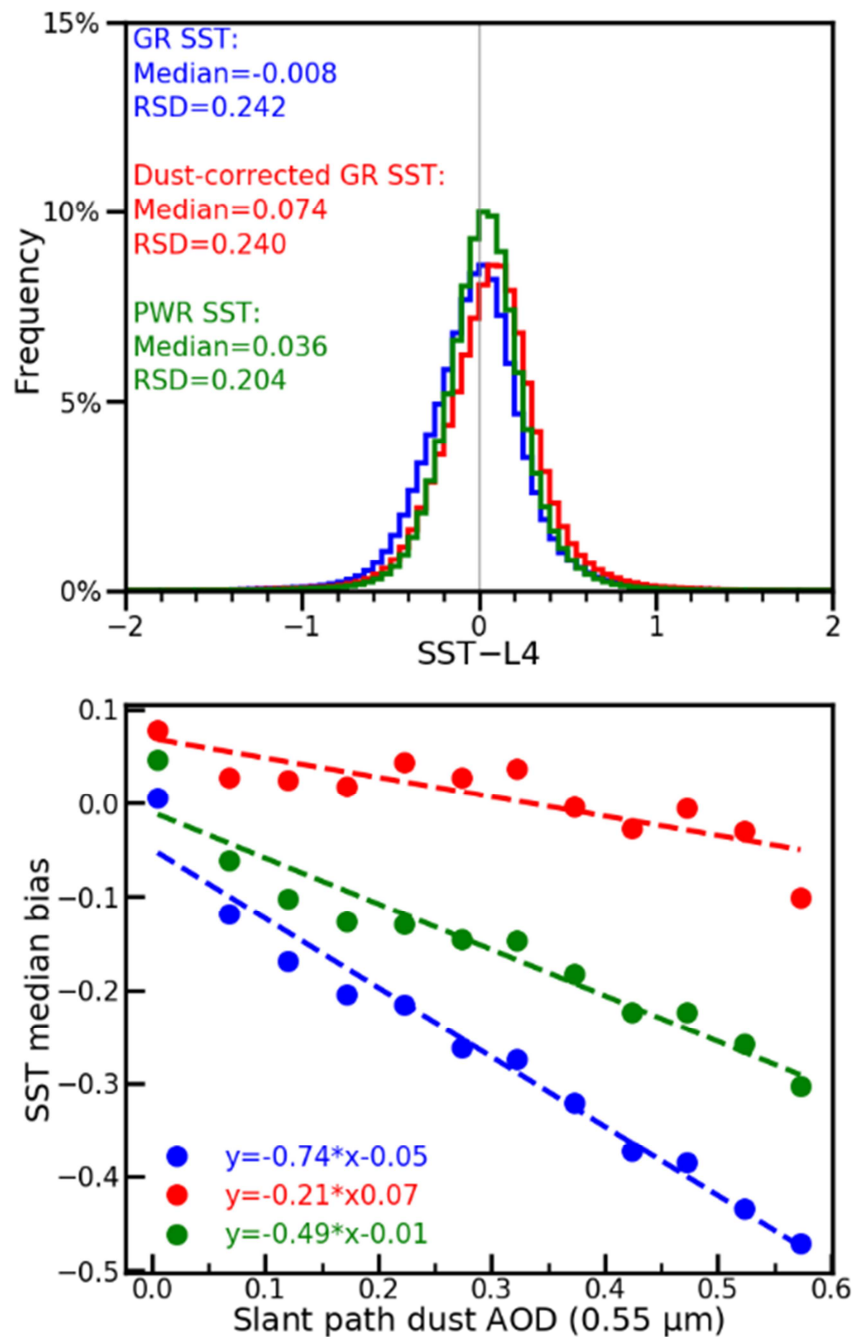 15%
10%
5%
0%
Frequency
GR SST:
Median=-0.008
RSD=0.242
Dust-corrected GR SST:
Median=0.074
RSD=0.240
PWR SST:
Median=0.036
RSD=0.204
−2
−1
0
1
2
SST−L4
0.1
0.0
−0.1
−0.2
−0.3
−0.4
−0.5
SST median bias
y=-0.74*x-0.05
y=-0.21*x0.07
y=-0.49*x-0.01
0.0
0.1
0.2
0.3
0.4
0.5
0.6
Slant path dust AOD (0.55 μm)